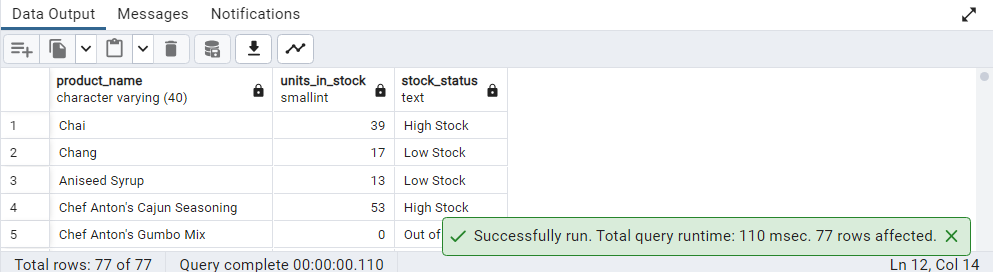 Data Output Messages Notifications
product_name units_in_stock stock_status
character varying (40) smallint text
1 Chai 39 High Stock
2 Chang 17 Low Stock
3 Aniseed Syrup 13 Low Stock
4 Chef Anton's Cajun Seasoning 53 High Stock
5 Chef Anton's Gumbo Mix 0 Out of
Successfully run. Total query runtime: 110 msec. 77 rows affected.
Total rows: 77 of 77 Query complete 00:00:00.110 Ln 12, Col 14